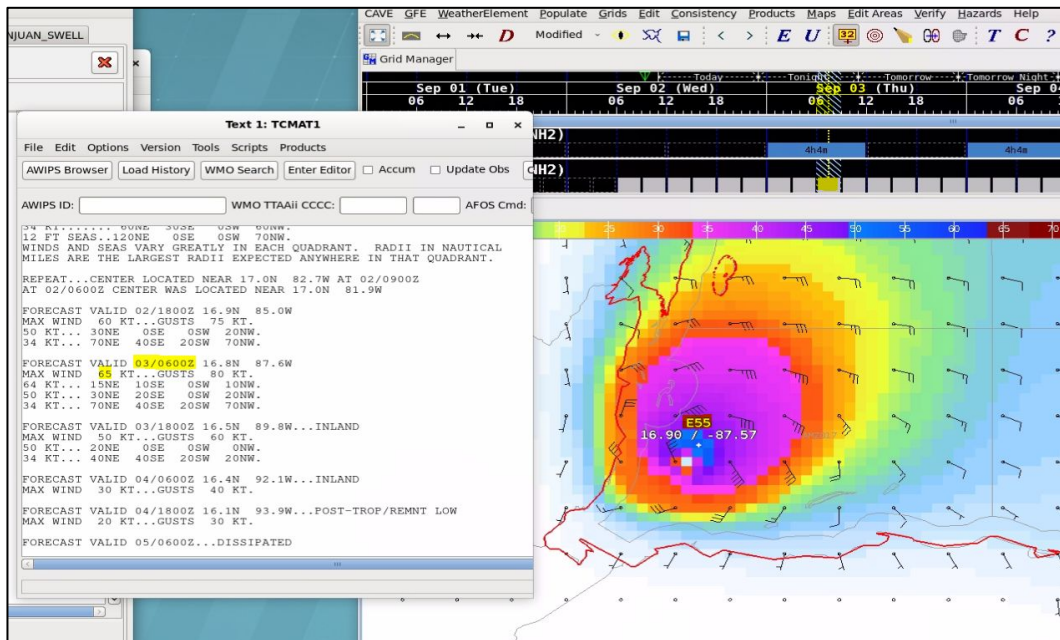 NJUAN_SWELL
CAVE GFE WeatherElement Populate Grids Edit Consistency Products Maps Edit Areas Verify Hazards Help
D Modified < > E U 32 T C ?
Grid Manager
Today Tonight Tomorrow Tomorrow Night
Sep 01 (Tue) Sep 02 (Wed) Sep 03 (Thu) Sep 04
06 12 18 06 12 18 06 12 18 06
NH2) 4h4m 4h4m
NH2)
Text 1: TCMAT1
File Edit Options Version Tools Scripts Products
AWIPS Browser Load History WMO Search Enter Editor Accum Update Obs
AWIPS ID: WMO TTAAii CCCC: AFOS Cmd:
34 KT....... 60NE 30SE 0SW 60NW.
12 FT SEAS..120NE 0SE 0SW 70NW.
WINDS AND SEAS VARY GREATLY IN EACH QUADRANT. RADII IN NAUTICAL
MILES ARE THE LARGEST RADII EXPECTED ANYWHERE IN THAT QUADRANT.
REPEAT...CENTER LOCATED NEAR 17.0N 82.7W AT 02/0900Z
AT 02/0600Z CENTER WAS LOCATED NEAR 17.0N 81.9W
FORECAST VALID 02/1800Z 16.9N 85.0W
MAX WIND 60 KT...GUSTS 75 KT.
50 KT... 30NE 0SE 0SW 20NW.
34 KT... 70NE 40SE 20SW 70NW.
FORECAST VALID 03/0600Z 16.8N 87.6W
MAX WIND 65 KT...GUSTS 80 KT.
64 KT... 15NE 10SE 0SW 10NW.
50 KT... 30NE 20SE 0SW 20NW.
34 KT... 70NE 40SE 20SW 70NW.
FORECAST VALID 03/1800Z 16.5N 89.8W...INLAND
MAX WIND 50 KT...GUSTS 60 KT.
50 KT... 20NE 0SE 0SW 0NW.
34 KT... 40NE 40SE 20SW 20NW.
FORECAST VALID 04/0600Z 16.4N 92.1W...INLAND
MAX WIND 30 KT...GUSTS 40 KT.
FORECAST VALID 04/1800Z 16.1N 93.9W...POST-TROP/REMNT LOW
MAX WIND 20 KT...GUSTS 30 KT.
FORECAST VALID 05/0600Z...DISSIPATED
20 25 30 35 40 45 50 55 60 65 70
E55
16.90 / -87.57